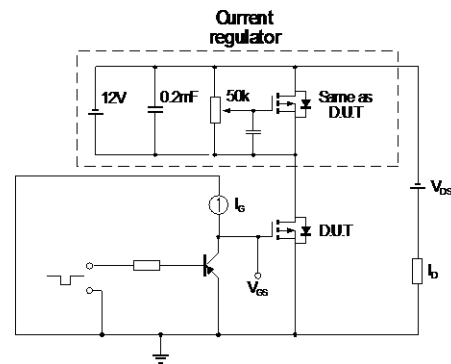 Current
regulator
12V
0.2mF
50k
Same as
D.U.T
IG
D.U.T
VGS
VDS
ID